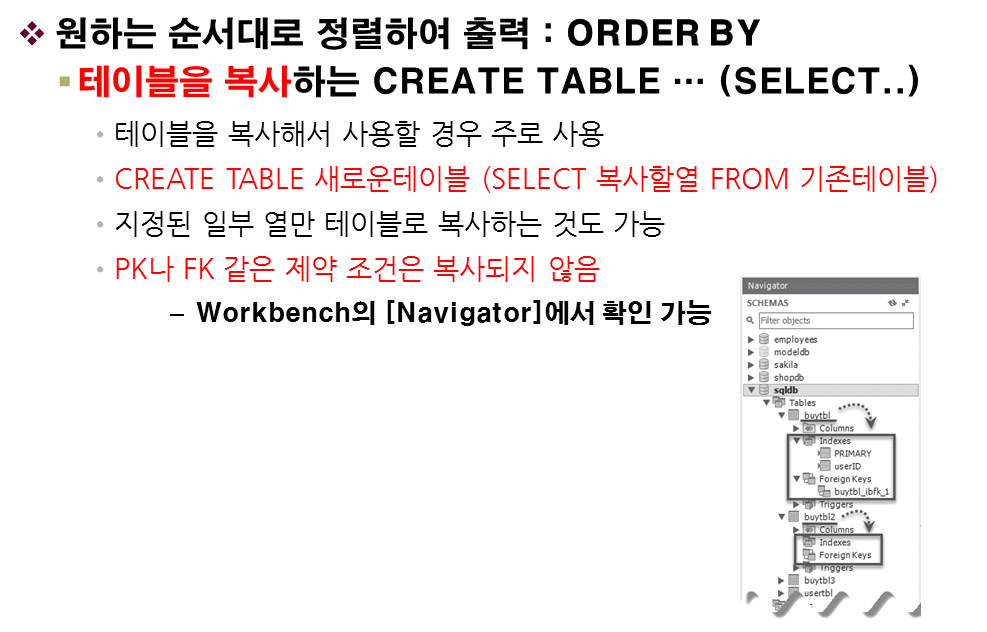 ❖ 원하는 순서대로 정렬하여 출력 : ORDER BY
▪ 테이블을 복사하는 CREATE TABLE … (SELECT..)
• 테이블을 복사해서 사용할 경우 주로 사용
• CREATE TABLE 새로운테이블 (SELECT 복사할열 FROM 기존테이블)
• 지정된 일부 열만 테이블로 복사하는 것도 가능
• PK나 FK 같은 제약 조건은 복사되지 않음
– Workbench의 [Navigator]에서 확인 가능
Navigator
SCHEMAS
Filter objects
employees
modeldb
sakila
shopdb
sqldb
Tables
buytbl
Columns
Indexes
PRIMARY
userID
Foreign Keys
buytbl_ibfk_1
Triggers
buytbl2
Columns
Indexes
Foreign Keys
Triggers
buytbl3
usertbl